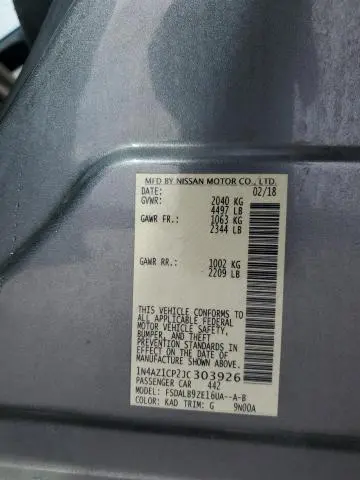 MFD BY NISSAN MOTOR CO., LTD.
DATE: 02/18
GVWR: 2040 KG
4497 LB
GAWR FR.: 1063 KG
2344 LB
GAWR RR.: 1002 KG
2209 LB
THIS VEHICLE CONFORMS TO
ALL APPLICABLE FEDERAL
MOTOR VEHICLE SAFETY,
BUMPER, AND THEFT
PREVENTION STANDARDS
IN EFFECT ON THE DATE OF
MANUFACTURE SHOWN ABOVE.
1N4AZ1CP2JC303926
PASSENGER CAR 442
MODEL: FSDALB9ZE16UA--A-B
COLOR: KAD TRIM: G 9N00A